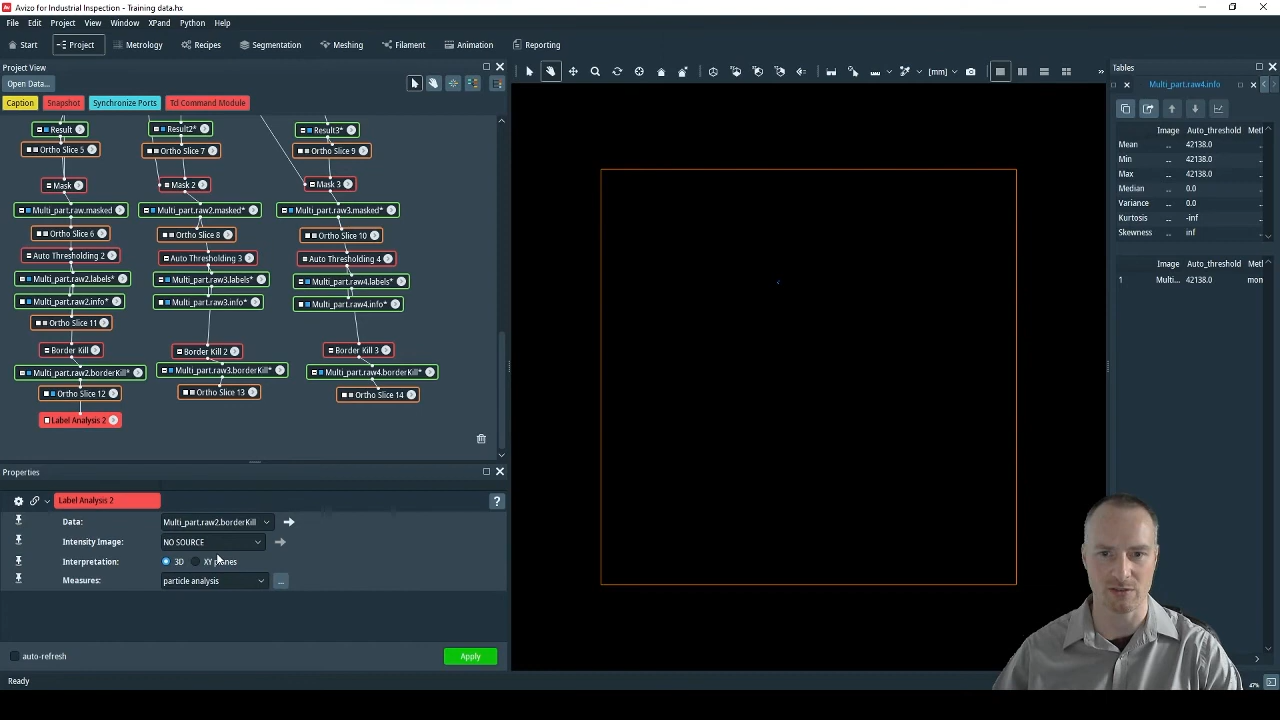 Avizo for Industrial Inspection - Training data.hx
File Edit Project View Window XPand Python Help
Start Project Metrology Recipes Segmentation Meshing Filament Animation Reporting
Project View
Open Data...
Caption Snapshot Synchronize Ports Td Command Module
[mm]
Result Result2* Result3*
Ortho Slice 5 Ortho Slice 7 Ortho Slice 9
Mask Mask 2 Mask 3
Multi_part.raw.masked Multi_part.raw2.masked* Multi_part.raw3.masked*
Ortho Slice 6 Ortho Slice 8 Ortho Slice 10
Auto Thresholding 2 Auto Thresholding 3 Auto Thresholding 4
Multi_part.raw2.labels* Multi_part.raw3.labels* Multi_part.raw4.labels*
Multi_part.raw2.info* Multi_part.raw3.info* Multi_part.raw4.info*
Ortho Slice 11
Border Kill Border Kill 2 Border Kill 3
Multi_part.raw2.borderKill* Multi_part.raw3.borderKill* Multi_part.raw4.borderKill*
Ortho Slice 12 Ortho Slice 13 Ortho Slice 14
Label Analysis 2
Properties
Label Analysis 2
?
Data: Multi_part.raw2.borderKill
Intensity Image: NO SOURCE
Interpretation: 3D XY planes
Measures: particle analysis ...
auto-refresh Apply
Ready
Tables
Multi_part.raw4.info
Image Auto_threshold Metl
Mean .. 42138.0 ..
Min .. 42138.0 ..
Max .. 42138.0 ..
Median .. 0.0 ..
Variance .. 0.0 ..
Kurtosis .. -inf ..
Skewness .. inf ..
Image Auto_threshold Metl
1 Multi... 42138.0 mon